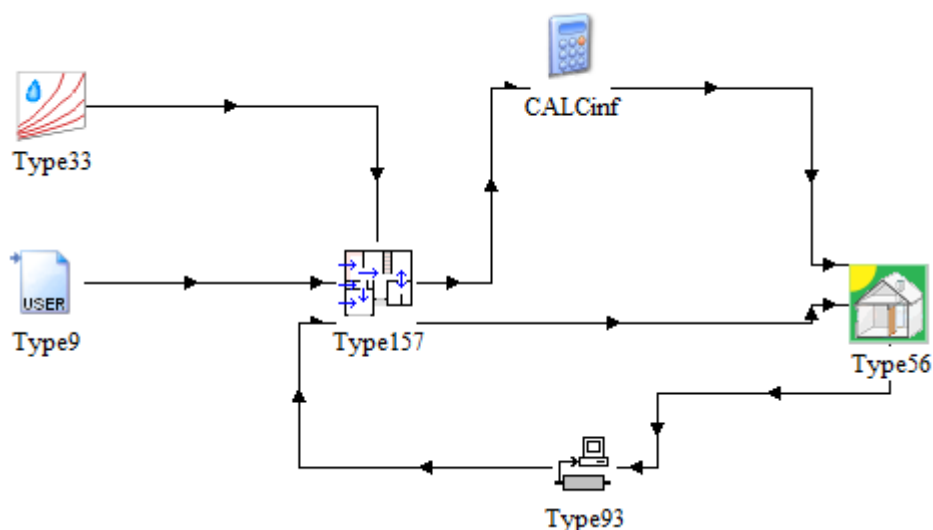 CALCinf
Type33
USER
Type9
Type157
Type56
Type93